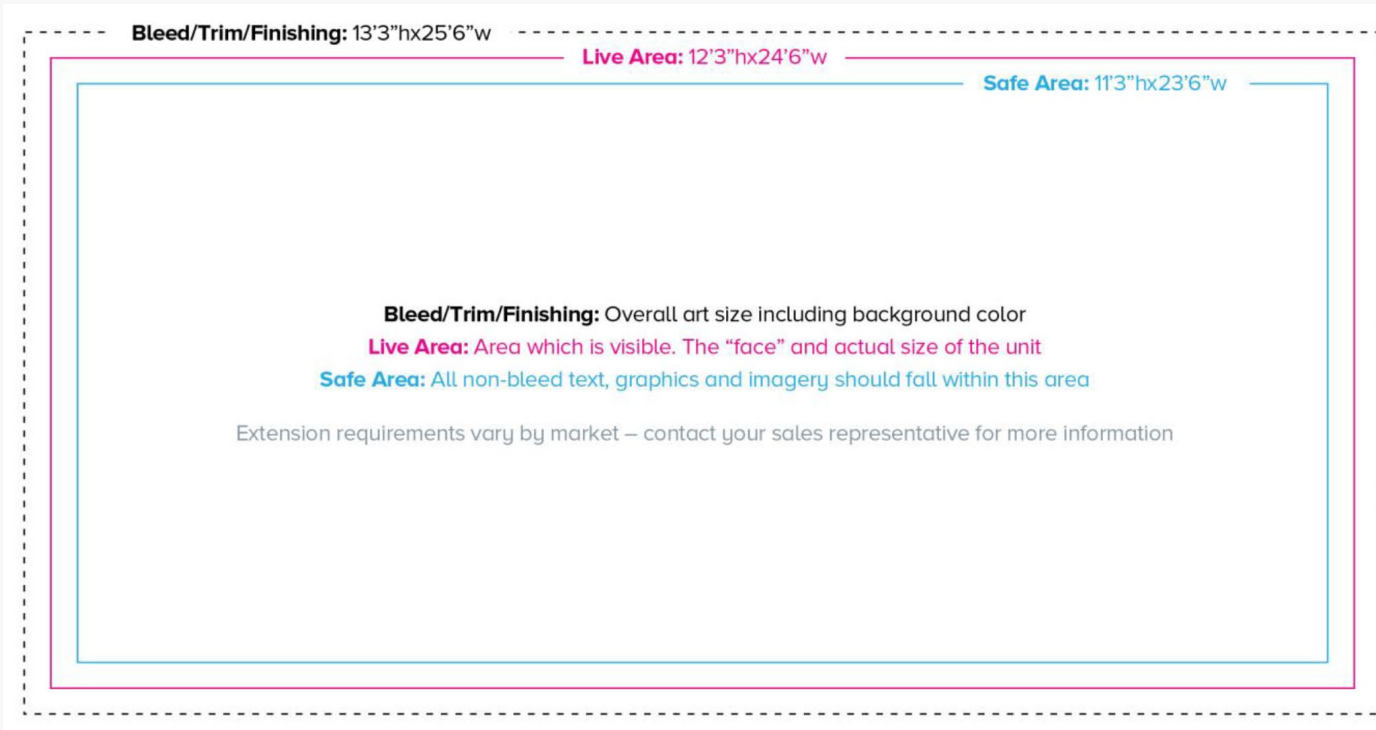 Bleed/Trim/Finishing: 13’3”hx25’6”w
Live Area: 12’3”hx24’6”w
Safe Area: 11’3”hx23’6”w
Bleed/Trim/Finishing: Overall art size including background color
Live Area: Area which is visible. The “face” and actual size of the unit
Safe Area: All non-bleed text, graphics and imagery should fall within this area
Extension requirements vary by market – contact your sales representative for more information